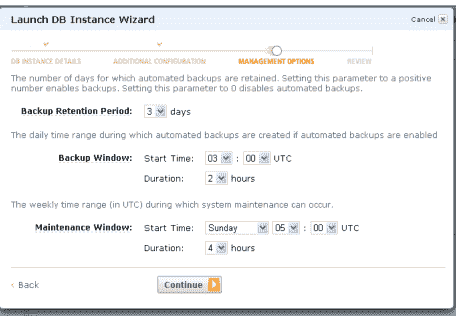 Launch DB Instance Wizard
Cancel x
DB INSTANCE DETAILS ADDITIONAL CONFIGURATION MANAGEMENT OPTIONS REVIEW
The number of days for which automated backups are retained. Setting this parameter to a positive
number enables backups. Setting this parameter to 0 disables automated backups.
Backup Retention Period: 3 days
The daily time range during which automated backups are created if automated backups are enabled
Backup Window: Start Time: 03 : 00 UTC
Duration: 2 hours
The weekly time range (in UTC) during which system maintenance can occur.
Maintenance Window: Start Time: Sunday 05 : 00 UTC
Duration: 4 hours
< Back
Continue